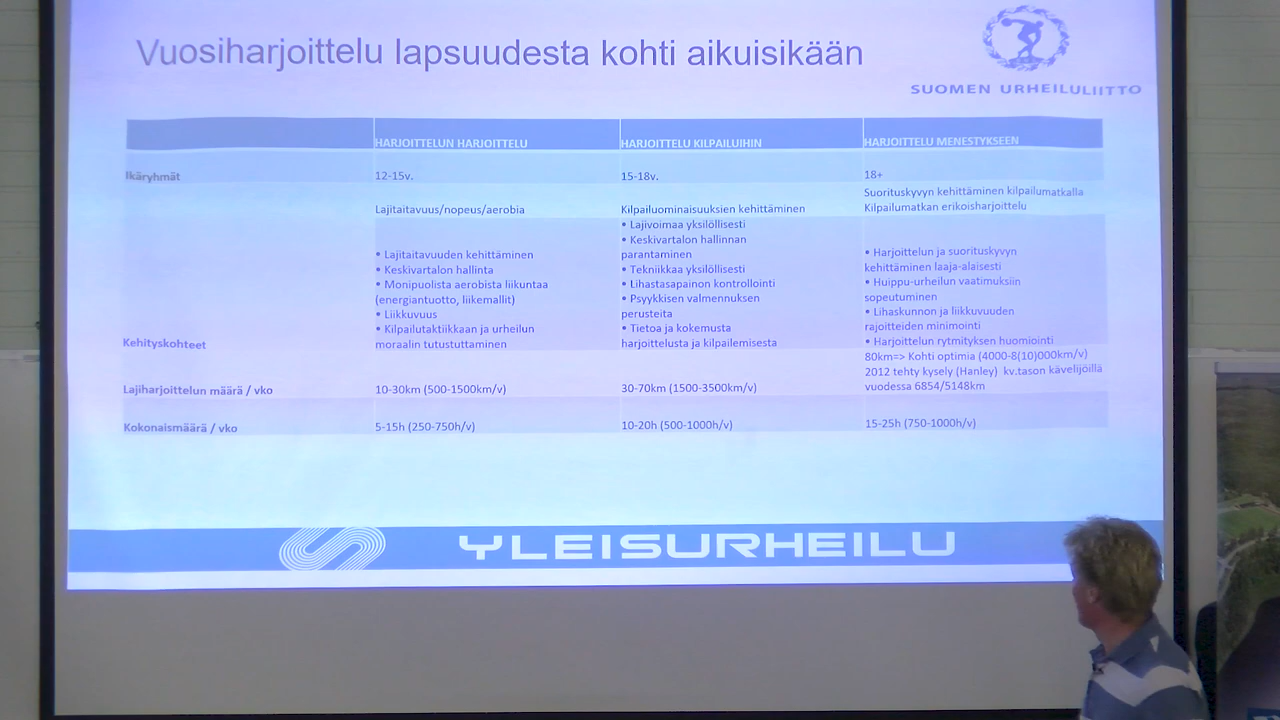 Vuosiharjoittelu lapsuudesta kohti aikuisikään
SUOMEN URHEILULIITTO
HARJOITTELUN HARJOITTELU
HARJOITTELU KILPAILUIHIN
HARJOITTELU MENESTYKSEEN
Ikäryhmät
12-15v.
15-18v.
18+
Lajitaitavuus/nopeus/aerobia
Kilpailuominaisuuksien kehittäminen
Suorituskyvyn kehittäminen kilpailumatkalla
Kilpailumatkan erikoisharjoittelu
Kehityskohteet
• Lajitaitavuuden kehittäminen
• Keskivartalon hallinta
• Monipuolista aerobista liikuntaa
(energiantuotto, liikemallit)
• Liikkuvuus
• Kilpailutaktiikkaan ja urheilun
moraalin tutustuttaminen
• Lajivoimaa yksilöllisesti
• Keskivartalon hallinnan
parantaminen
• Tekniikkaa yksilöllisesti
• Lihastasapainon kontrollointi
• Psyykkisen valmennuksen
perusteita
• Tietoa ja kokemusta
harjoittelusta ja kilpailemisesta
• Harjoittelun ja suorituskyvyn
kehittäminen laaja-alaisesti
• Huippu-urheilun vaatimuksiin
sopeutuminen
• Lihaskunnon ja liikkuvuuden
rajoitteiden minimointi
• Harjoittelun rytmityksen huomiointi
Lajiharjoittelun määrä / vko
10-30km (500-1500km/v)
30-70km (1500-3500km/v)
80km=> Kohti optimia (4000-8(10)000km/v)
2012 tehty kysely (Hanley) kv.tason kävelijöillä
vuodessa 6854/5148km
Kokonaismäärä / vko
5-15h (250-750h/v)
10-20h (500-1000h/v)
15-25h (750-1000h/v)
YLEISURHEILU